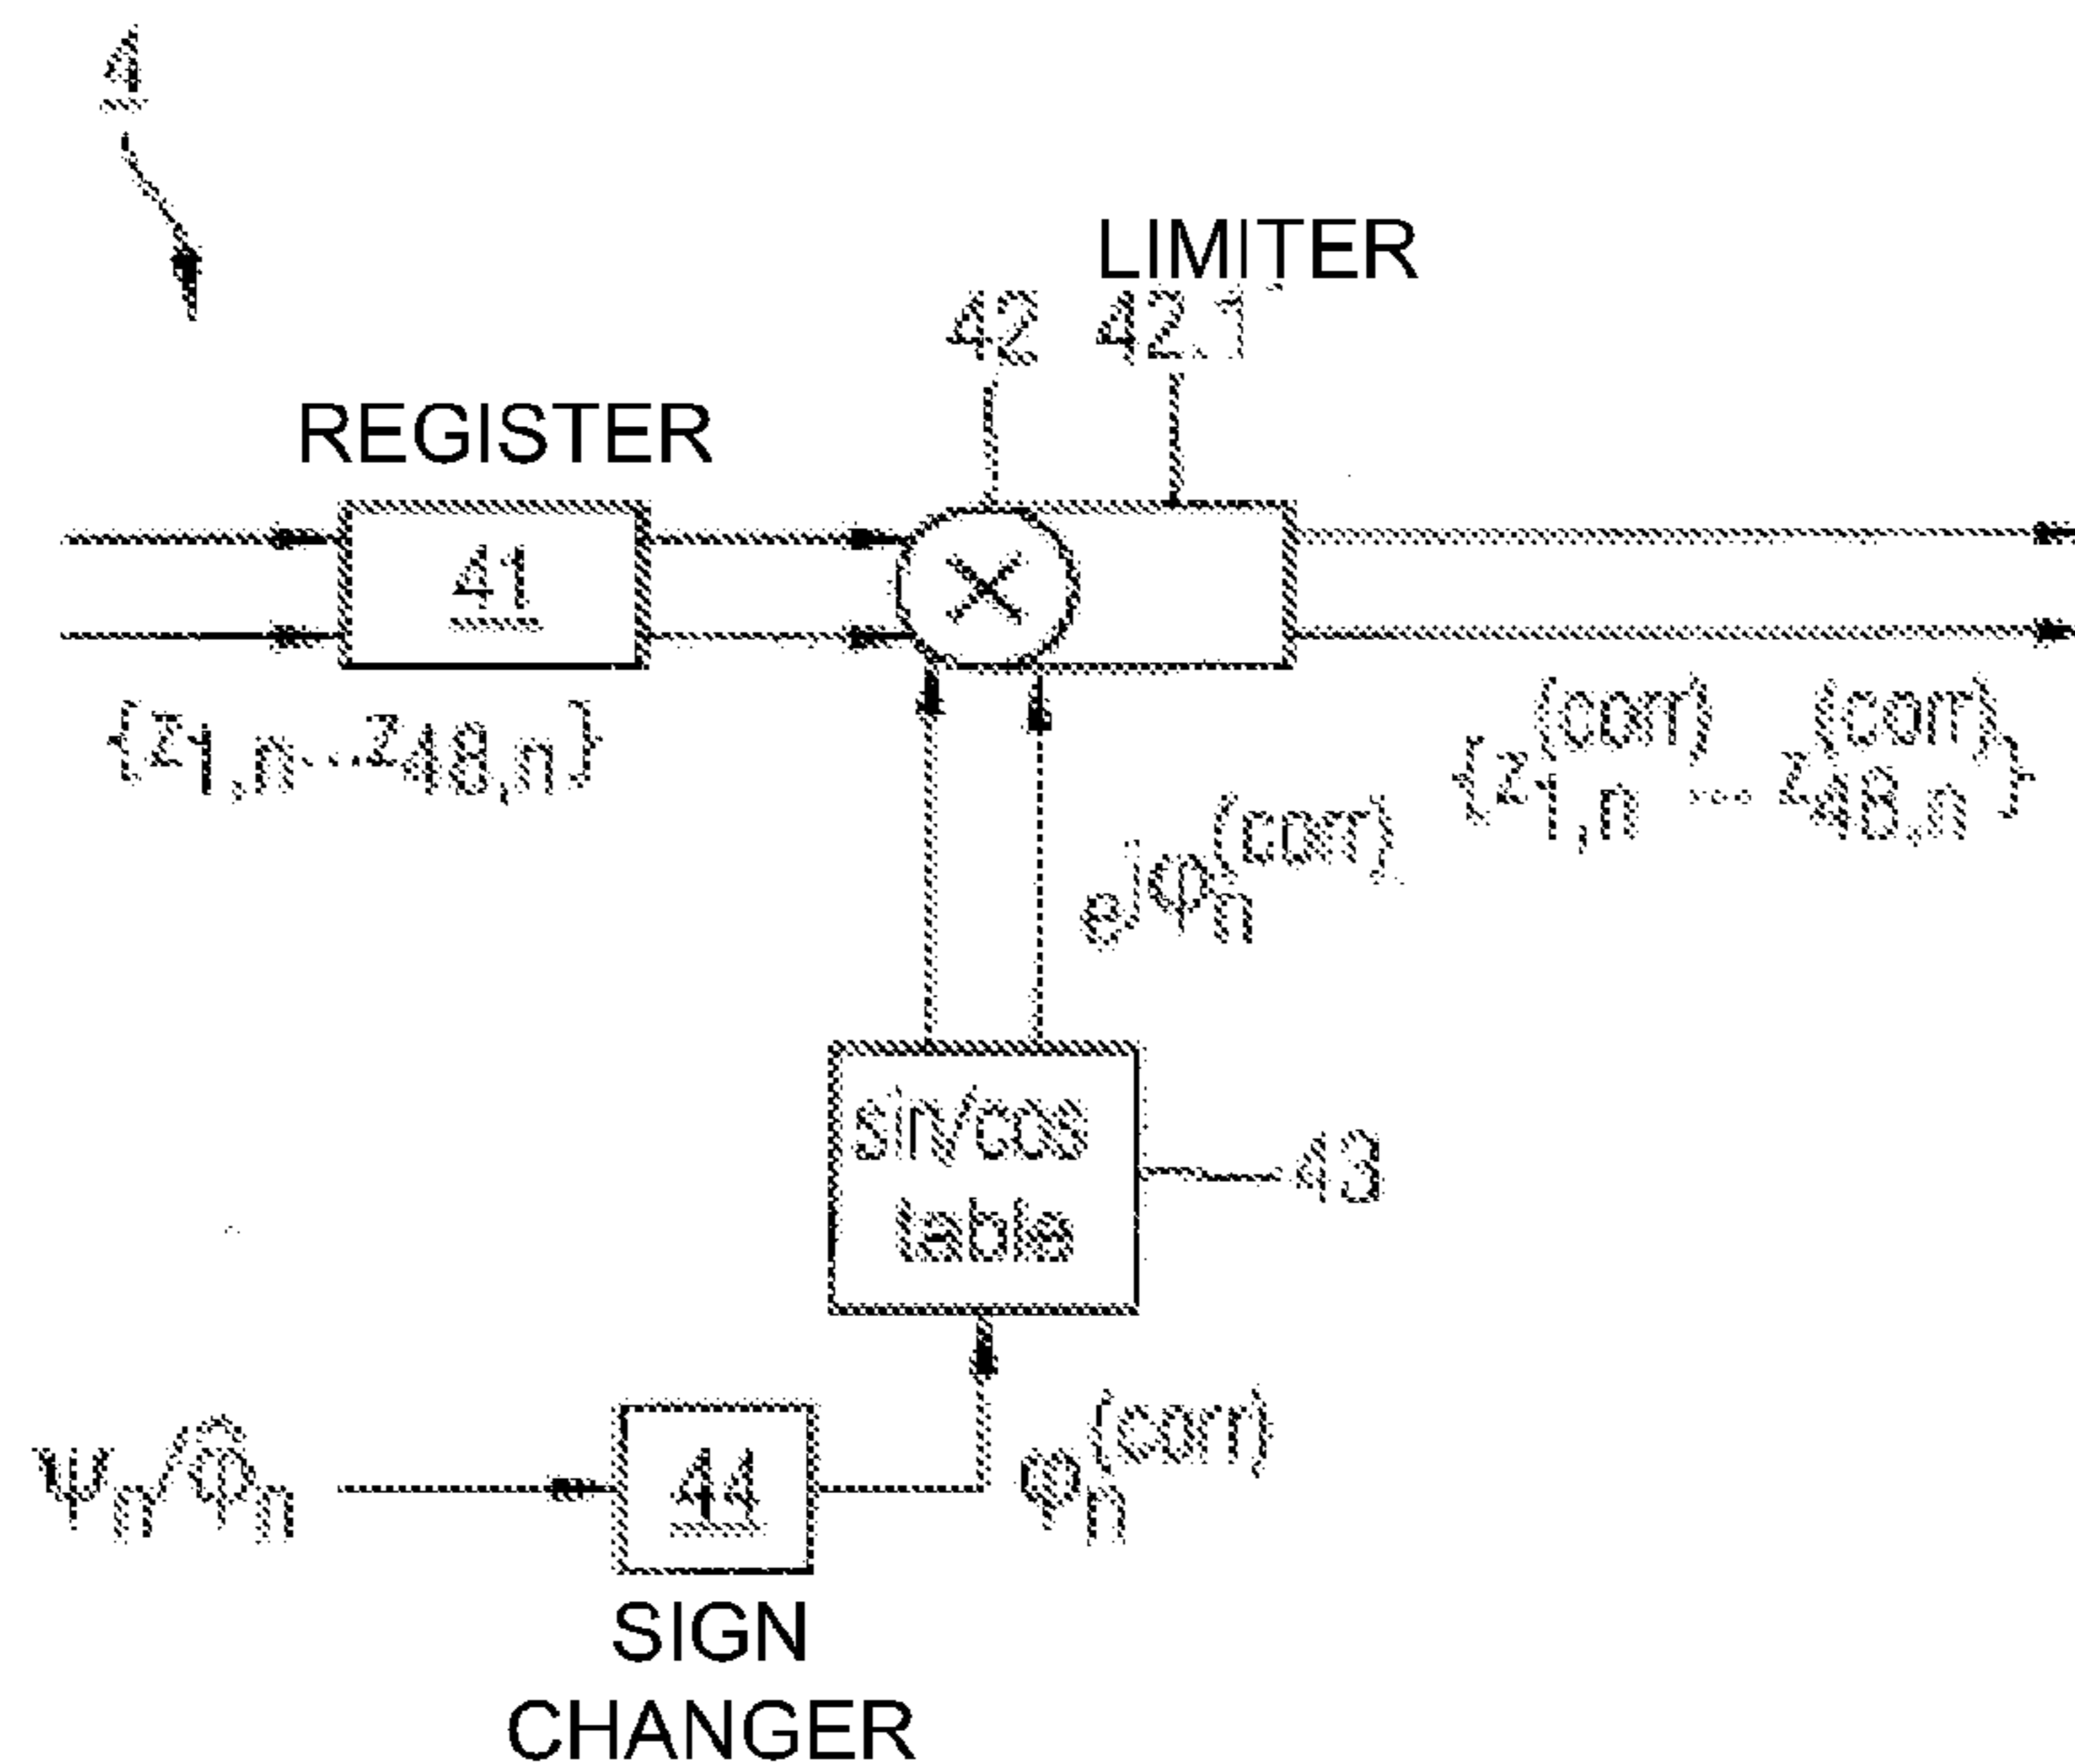 4
LIMITER
42 42.1
REGISTER
41
{z1,n...z48,n}
{z1,n(corr) ... z48,n(corr)}
ejφn(corr)
sin/cos
table
43
ψn/φ̂n
44
φn(corr)
SIGN
CHANGER